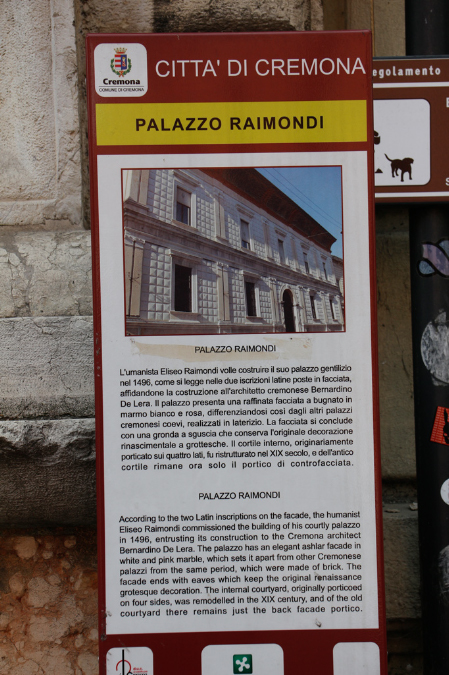 Cremona
COMUNE DI CREMONA
CITTA' DI CREMONA
regolamento
PALAZZO RAIMONDI
PALAZZO RAIMONDI
L'umanista Eliseo Raimondi volle costruire il suo palazzo gentilizio
nel 1496, come si legge nelle due iscrizioni latine poste in facciata,
affidandone la costruzione all'architetto cremonese Bernardino
De Lera. Il palazzo presenta una raffinata facciata a bugnato in
marmo bianco e rosa, differenziandosi così dagli altri palazzi
cremonesi coevi, realizzati in laterizio. La facciata si conclude
con una gronda a sguscia che conserva l'originale decorazione
rinascimentale a grottesche. Il cortile interno, originariamente
porticato sui quattro lati, fu ristrutturato nel XIX secolo, e dell'antico
cortile rimane ora solo il portico di controfacciata.
PALAZZO RAIMONDI
According to the two Latin inscriptions on the facade, the humanist
Eliseo Raimondi commissioned the building of his courtly palazzo
in 1496, entrusting its construction to the Cremona architect
Bernardino De Lera. The palazzo has an elegant ashlar facade in
white and pink marble, which sets it apart from other Cremonese
palazzi from the same period, which were made of brick. The
facade ends with eaves which keep the original renaissance
grotesque decoration. The internal courtyard, originally porticoed
on four sides, was remodelled in the XIX century, and of the old
courtyard there remains just the back facade portico.